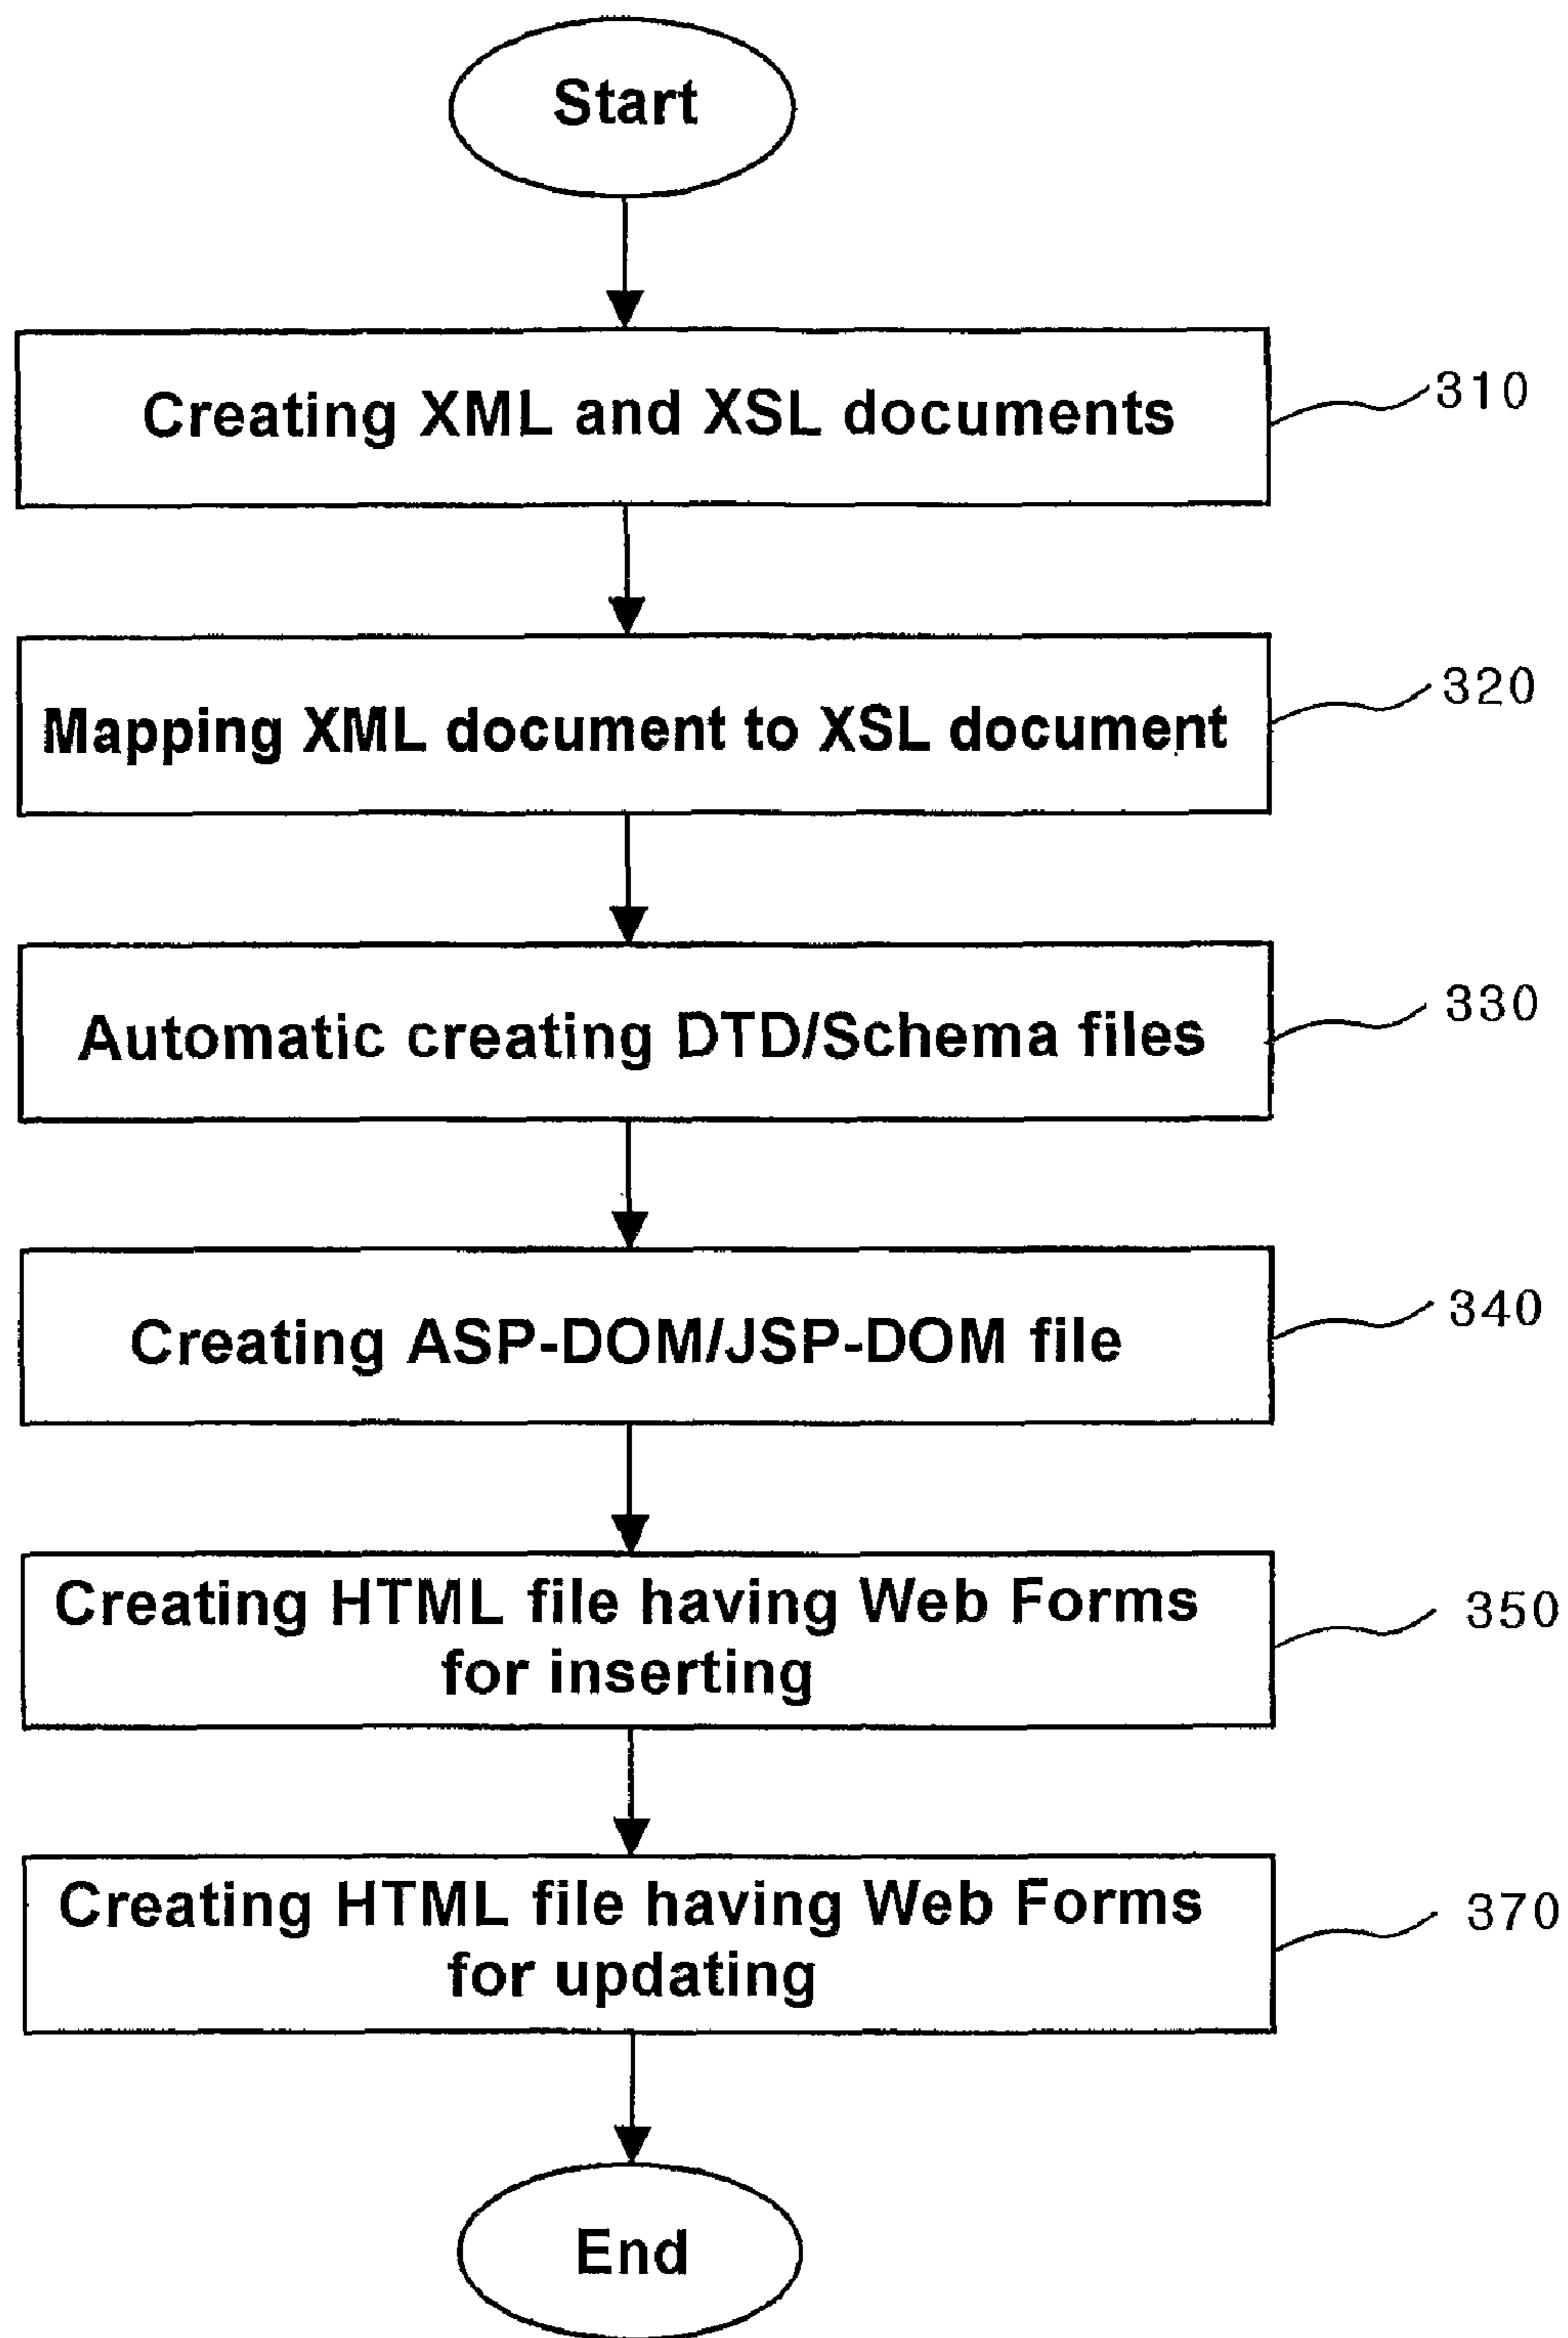 Start
Creating XML and XSL documents
310
Mapping XML document to XSL document
320
Automatic creating DTD/Schema files
330
Creating ASP-DOM/JSP-DOM file
340
Creating HTML file having Web Forms
for inserting
350
Creating HTML file having Web Forms
for updating
370
End